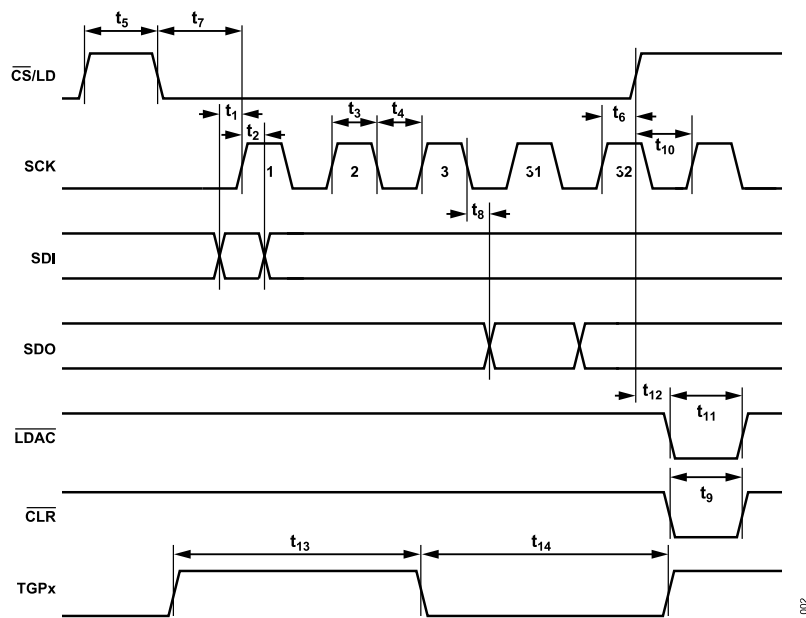 t5
t7
CS/LD
t1
t2
t3
t4
t6
t10
SCK
1
2
3
31
32
t8
SDI
SDO
t12
t11
LDAC
t9
CLR
t13
t14
TGPx
002